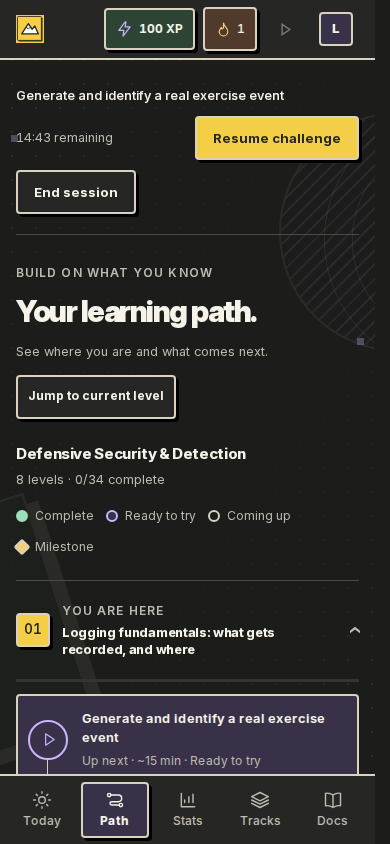 100 XP
1
L
Generate and identify a real exercise event
14:43 remaining
Resume challenge
End session
BUILD ON WHAT YOU KNOW
Your learning path.
See where you are and what comes next.
Jump to current level
Defensive Security & Detection
8 levels · 0/34 complete
Complete
Ready to try
Coming up
Milestone
01
YOU ARE HERE
Logging fundamentals: what gets
recorded, and where
Generate and identify a real exercise
event
Up next · ~15 min · Ready to try
Today
Path
Stats
Tracks
Docs